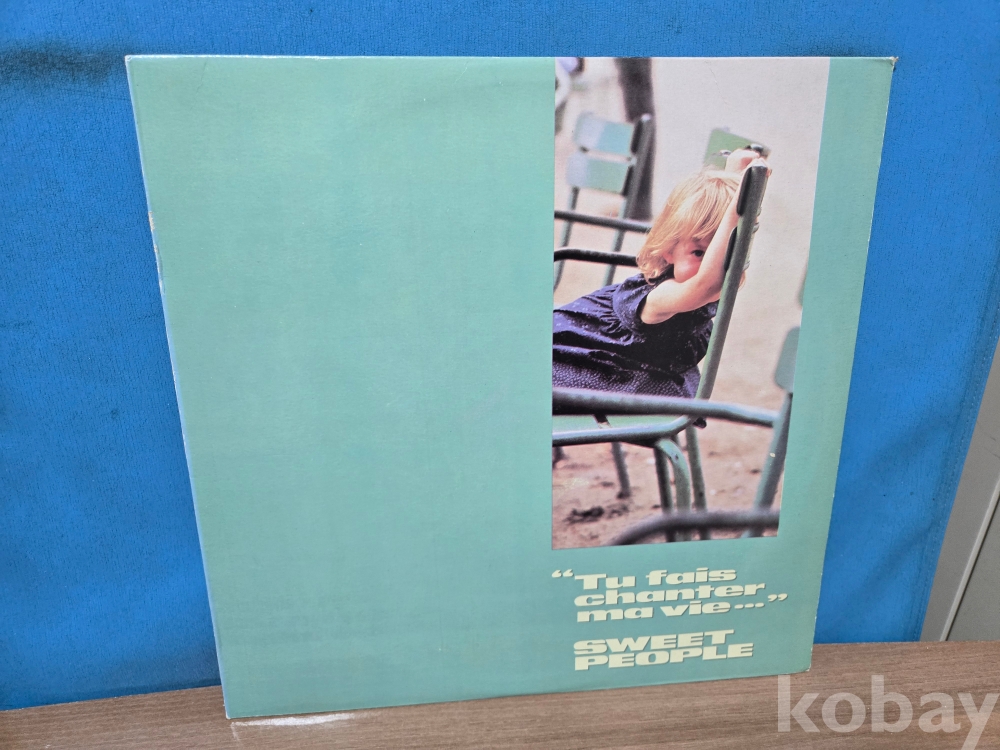 “Tu fais
chanter
ma vie...”
SWEET
PEOPLE
kobay